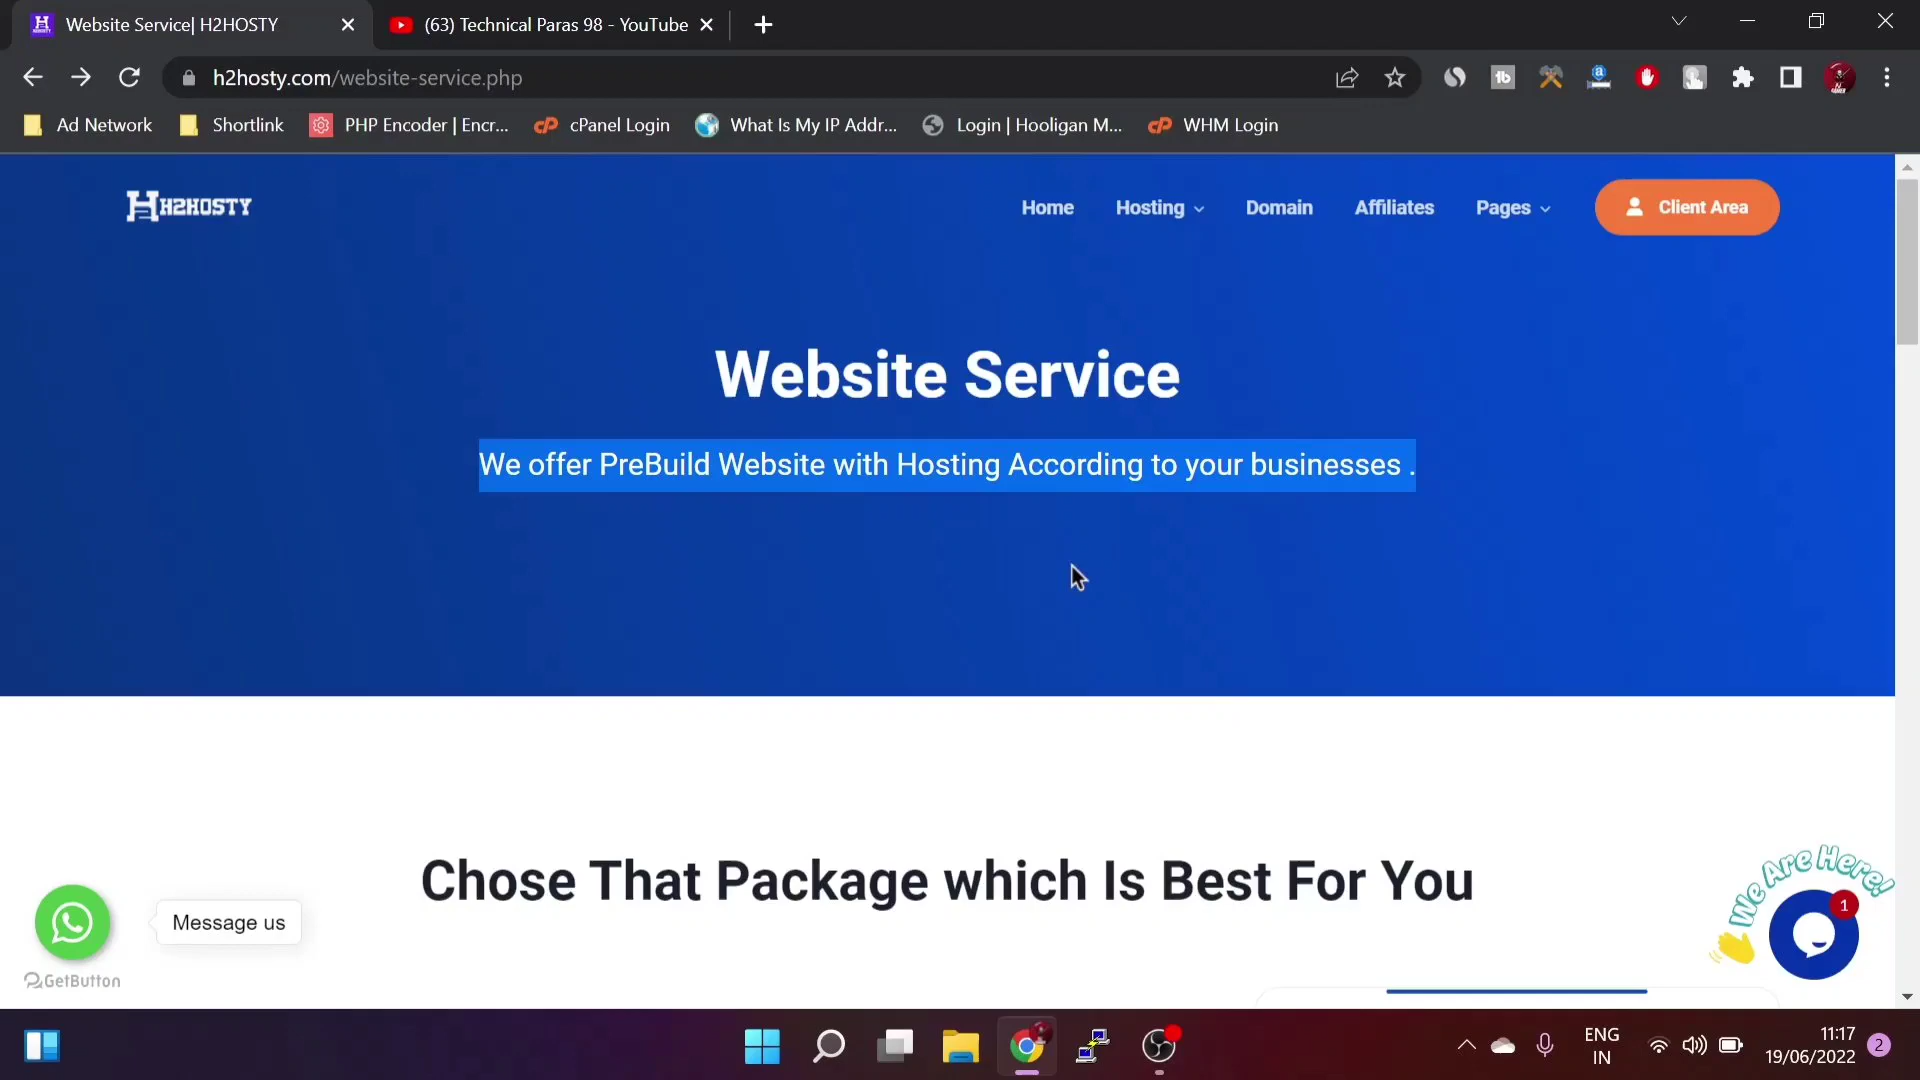 Website Service| H2HOSTY
(63) Technical Paras 98 - YouTube
h2hosty.com/website-service.php
Ad Network
Shortlink
PHP Encoder | Encr...
cPanel Login
What Is My IP Addr...
Login | Hooligan M...
WHM Login
H2HOSTY
Home
Hosting
Domain
Affiliates
Pages
Client Area
Website Service
We offer PreBuild Website with Hosting According to your businesses .
Chose That Package which Is Best For You
Message us
GetButton
We Are Here!
1
ENG
IN
11:17
19/06/2022
2